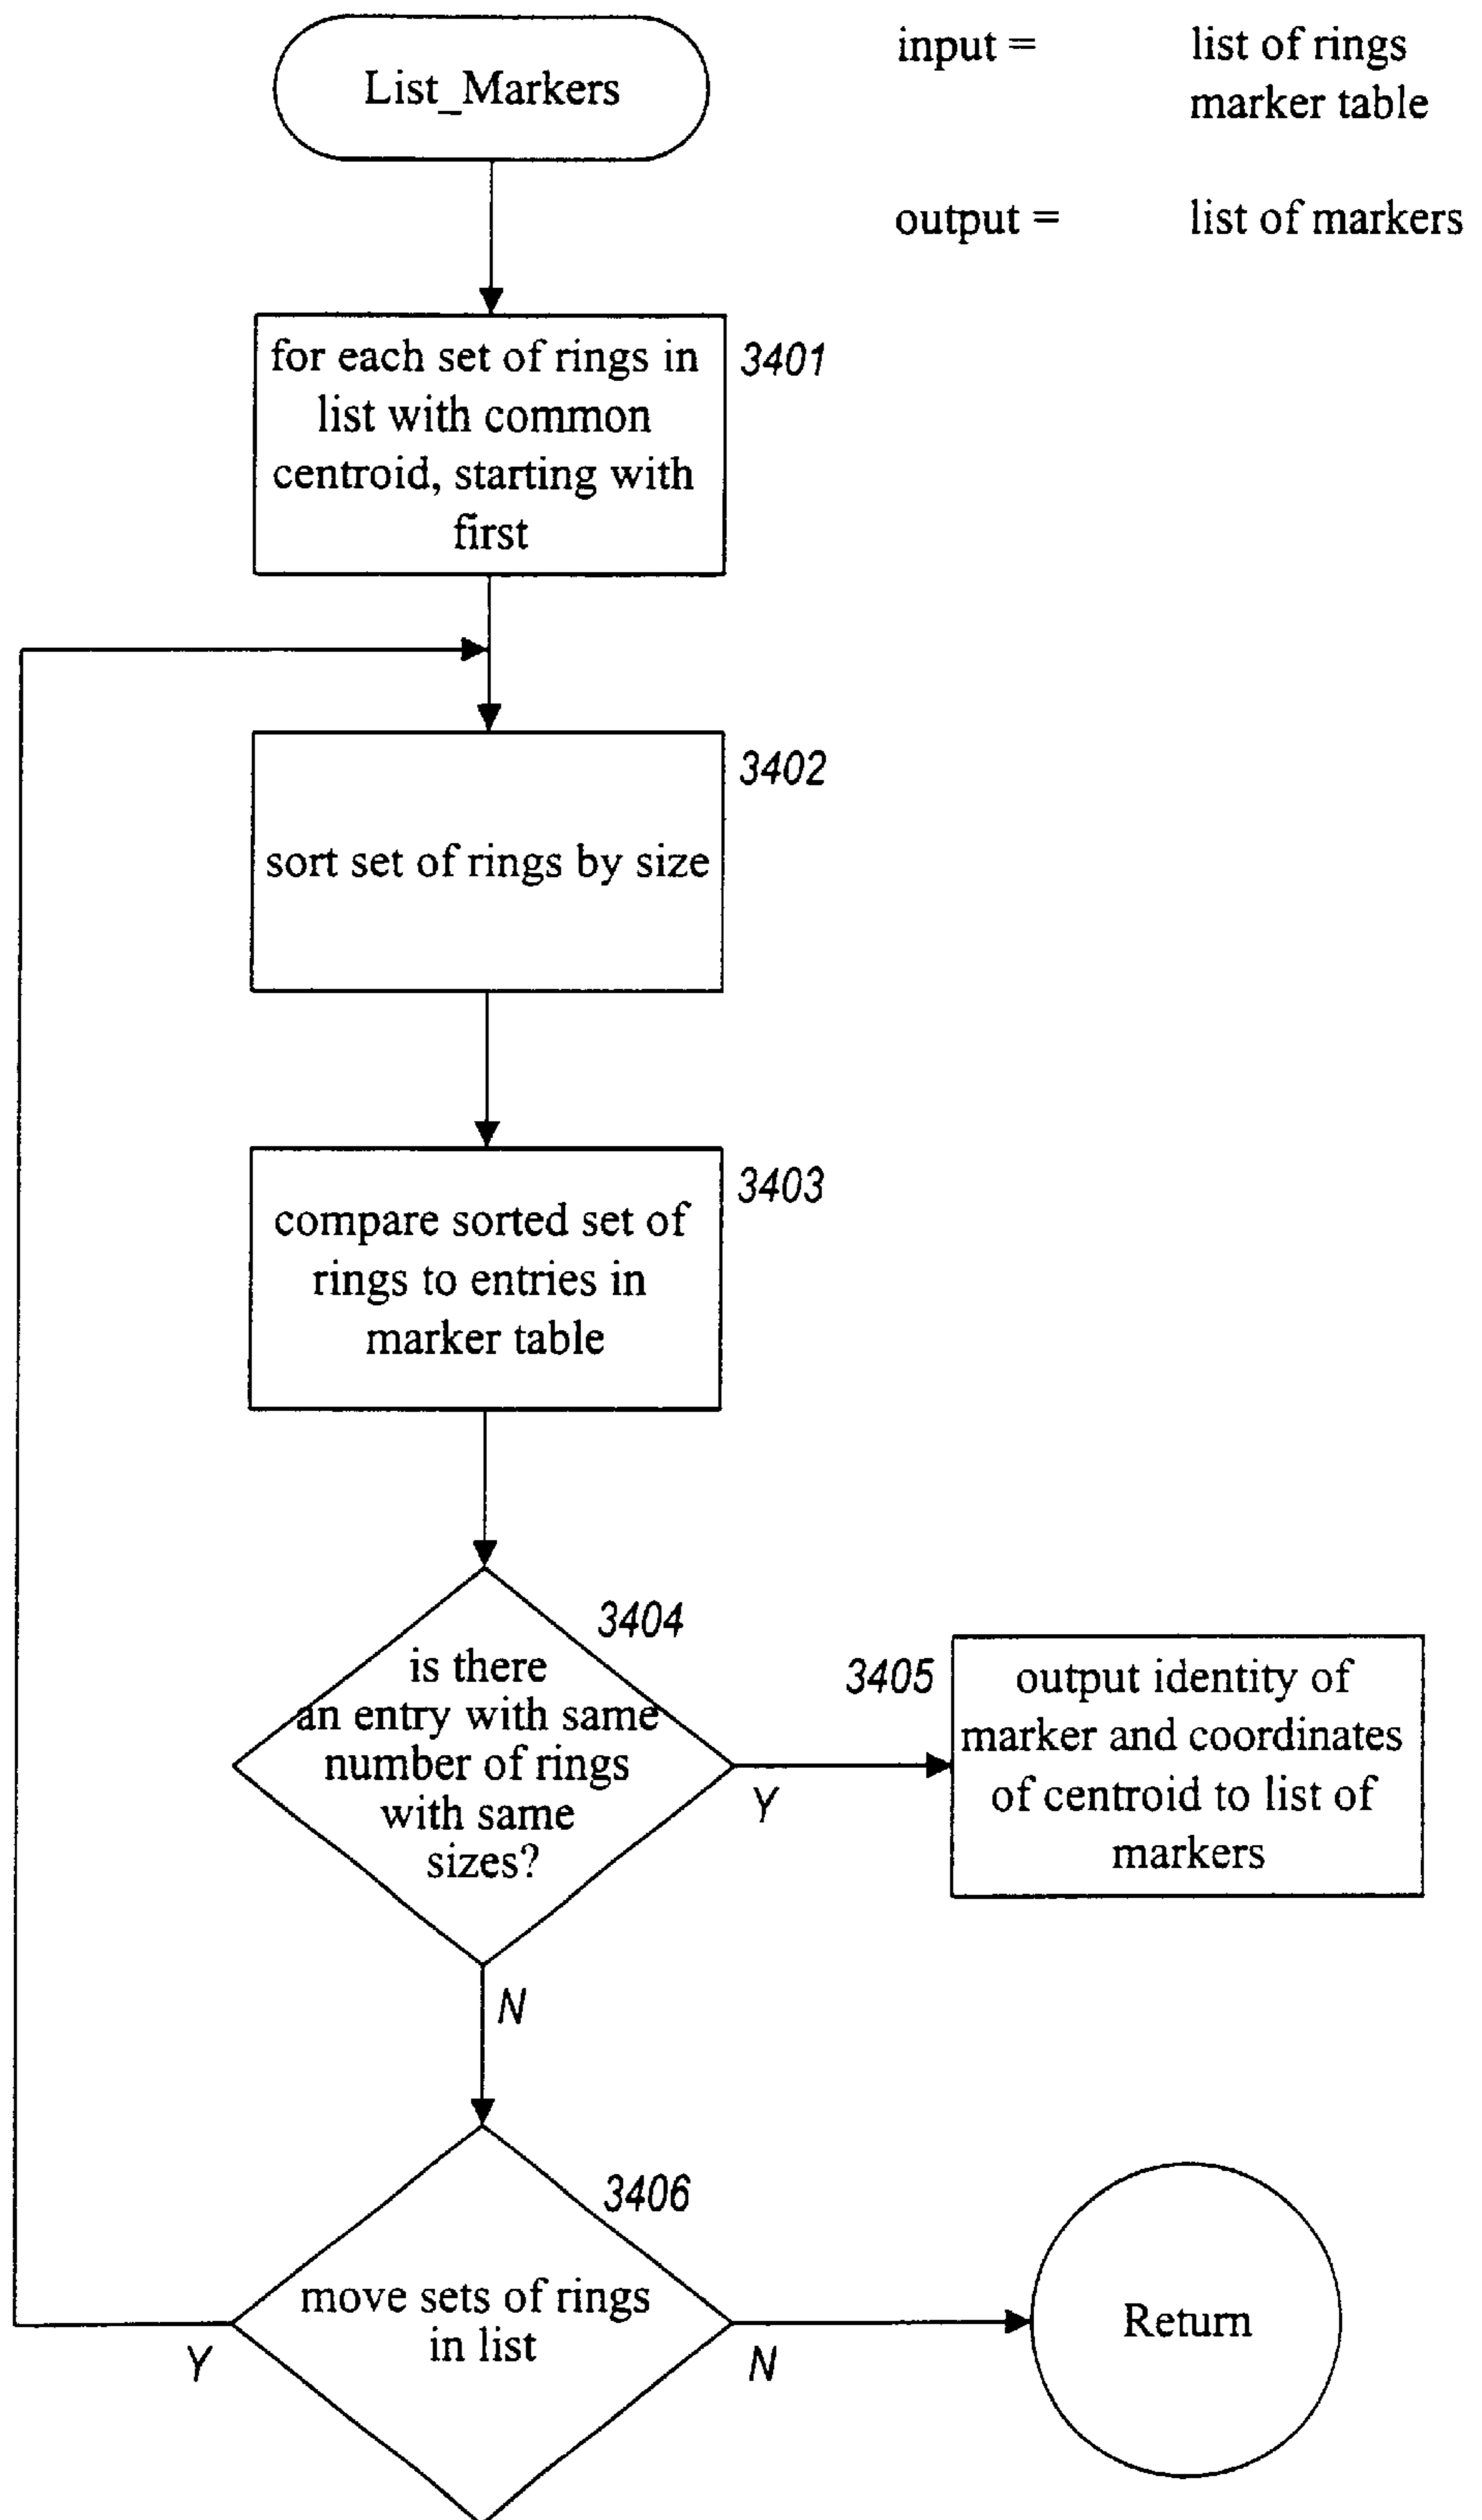 List_Markers
input = list of rings
marker table
output = list of markers
for each set of rings in
list with common
centroid, starting with
first
3401
3402
sort set of rings by size
3403
compare sorted set of
rings to entries in
marker table
3404
is there
an entry with same
number of rings
with same
sizes?
Y
3405
output identity of
marker and coordinates
of centroid to list of
markers
N
3406
move sets of rings
in list
Y
N
Return